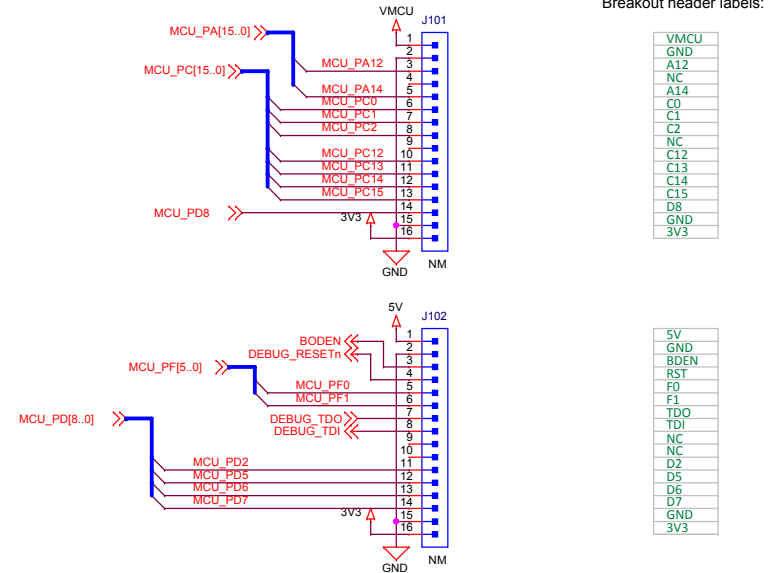 Breakout header labels:
VMCU
J101
MCU_PA[15..0]
MCU_PC[15..0]
MCU_PA12
MCU_PA14
MCU_PC0
MCU_PC1
MCU_PC2
MCU_PC12
MCU_PC13
MCU_PC14
MCU_PC15
MCU_PD8
3V3
1
2
3
4
5
6
7
8
9
10
11
12
13
14
15
16
GND
NM
VMCU
GND
A12
NC
A14
C0
C1
C2
NC
C12
C13
C14
C15
D8
GND
3V3
5V
J102
BODEN
DEBUG_RESETn
MCU_PF[5..0]
MCU_PF0
MCU_PF1
DEBUG_TDO
DEBUG_TDI
MCU_PD[8..0]
MCU_PD2
MCU_PD5
MCU_PD6
MCU_PD7
3V3
1
2
3
4
5
6
7
8
9
10
11
12
13
14
15
16
GND
NM
5V
GND
BDEN
RST
F0
F1
TDO
TDI
NC
NC
D2
D5
D6
D7
GND
3V3